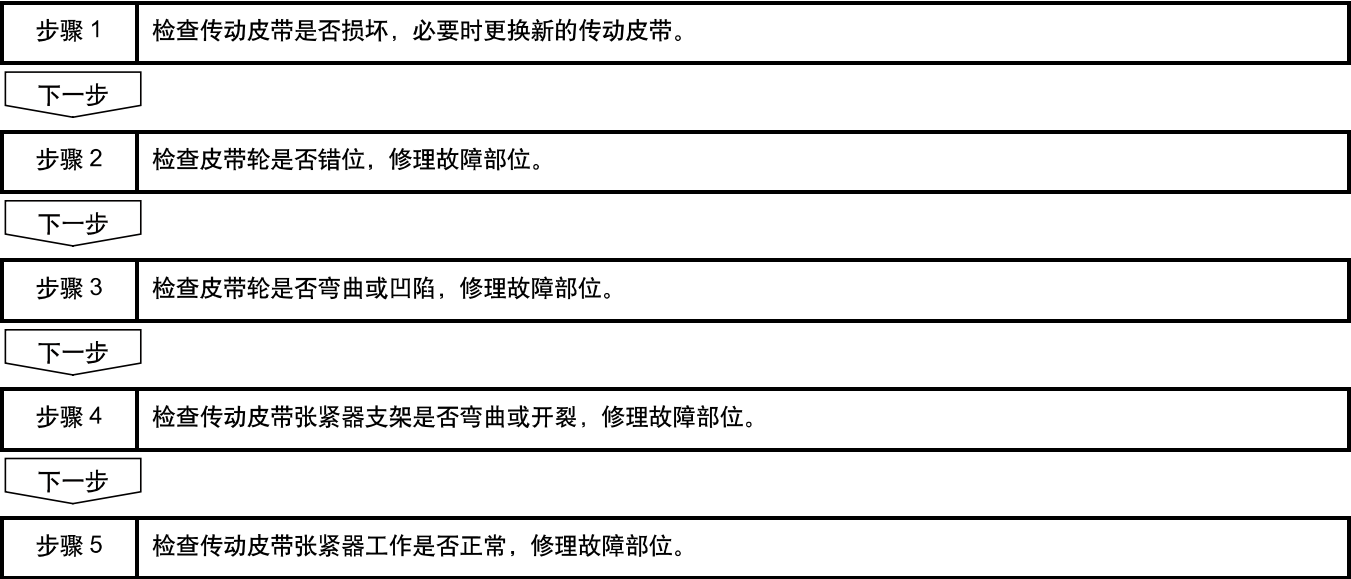 步骤 1 检查传动皮带是否损坏，必要时更换新的传动皮带。
下一步
步骤 2 检查皮带轮是否错位，修理故障部位。
下一步
步骤 3 检查皮带轮是否弯曲或凹陷，修理故障部位。
下一步
步骤 4 检查传动皮带张紧器支架是否弯曲或开裂，修理故障部位。
下一步
步骤 5 检查传动皮带张紧器工作是否正常，修理故障部位。